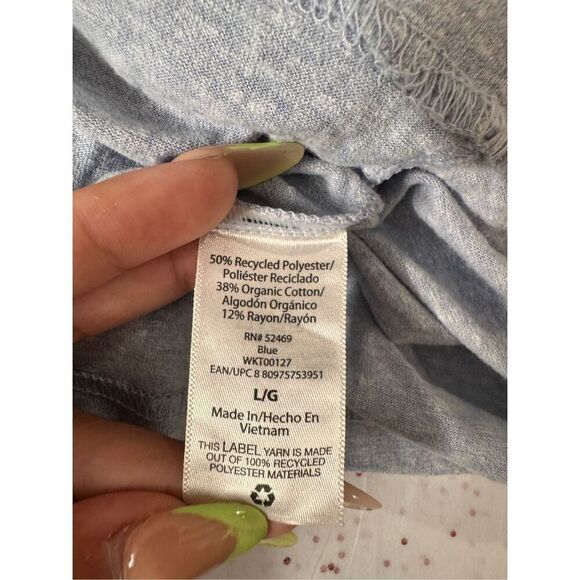 50% Recycled Polyester/
Poliéster Reciclado
38% Organic Cotton/
Algodón Orgánico
12% Rayon/Rayón
RN# 52469
Blue
WKT00127
EAN/UPC 8 80975753951
L/G
Made In/Hecho En
Vietnam
THIS LABEL YARN IS MADE
OUT OF 100% RECYCLED
POLYESTER MATERIALS